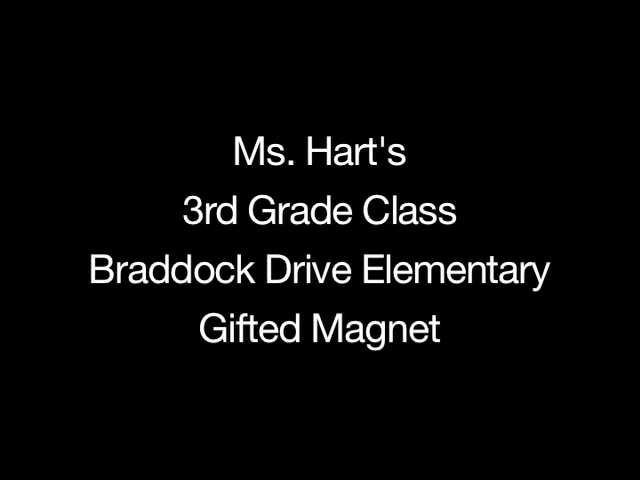 Ms. Hart's
3rd Grade Class
Braddock Drive Elementary
Gifted Magnet